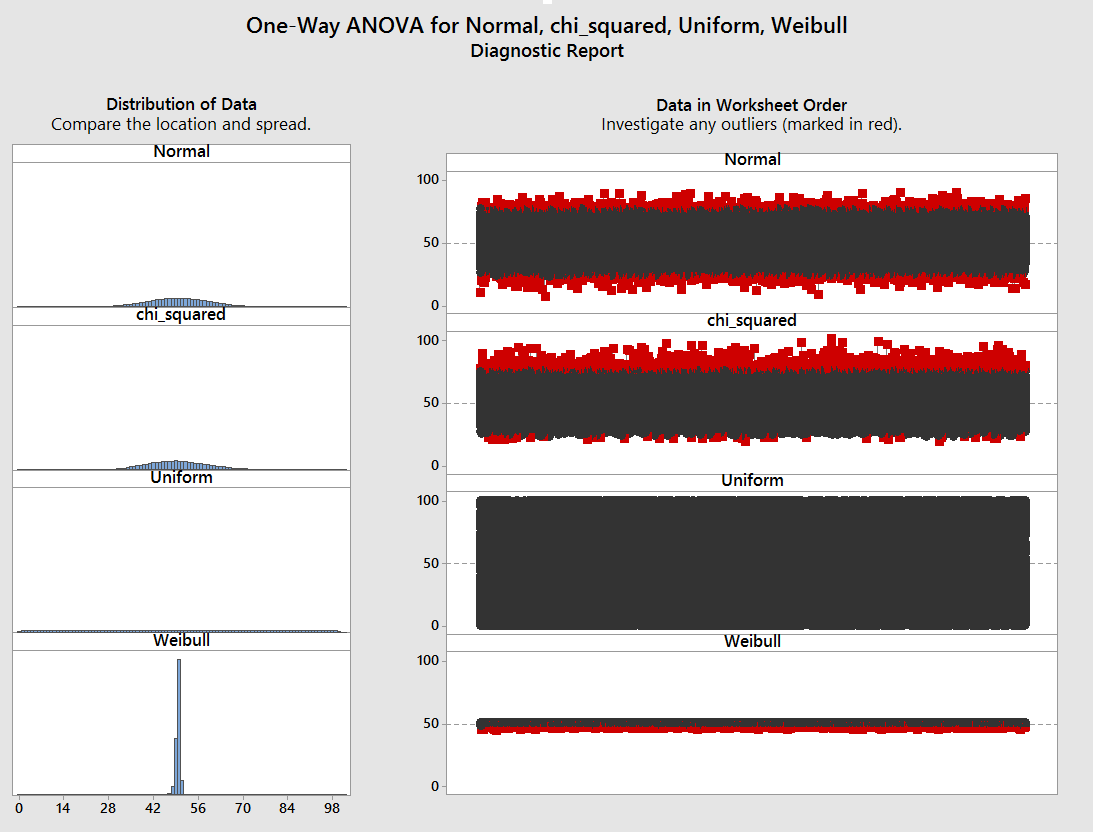 One-Way ANOVA for Normal, chi_squared, Uniform, Weibull
Diagnostic Report
Distribution of Data
Compare the location and spread.
Normal
chi_squared
Uniform
Weibull
0 14 28 42 56 70 84 98
Data in Worksheet Order
Investigate any outliers (marked in red).
Normal
100
50
0
chi_squared
100
50
0
Uniform
100
50
0
Weibull
100
50
0